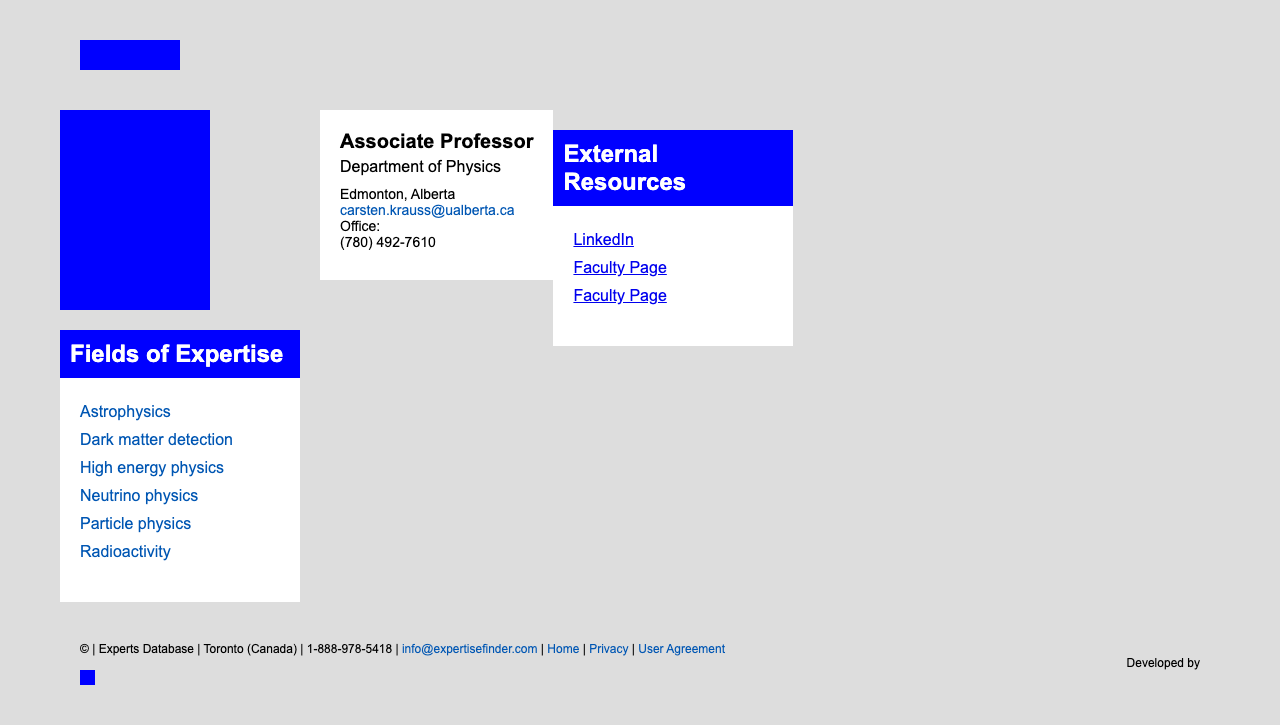 Associate Professor
Department of Physics
Edmonton, Alberta
carsten.krauss@ualberta.ca
Office:
(780) 492-7610
External
Resources
LinkedIn
Faculty Page
Faculty Page
Fields of Expertise
Astrophysics
Dark matter detection
High energy physics
Neutrino physics
Particle physics
Radioactivity
© | Experts Database | Toronto (Canada) | 1-888-978-5418 | info@expertisefinder.com | Home | Privacy | User Agreement
Developed by